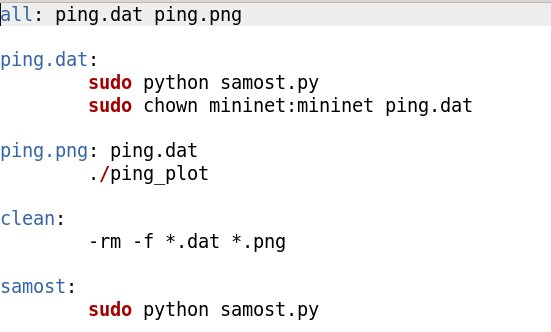 all: ping.dat ping.png
ping.dat:
sudo python samost.py
sudo chown mininet:mininet ping.dat
ping.png: ping.dat
./ping_plot
clean:
-rm -f *.dat *.png
samost:
sudo python samost.py